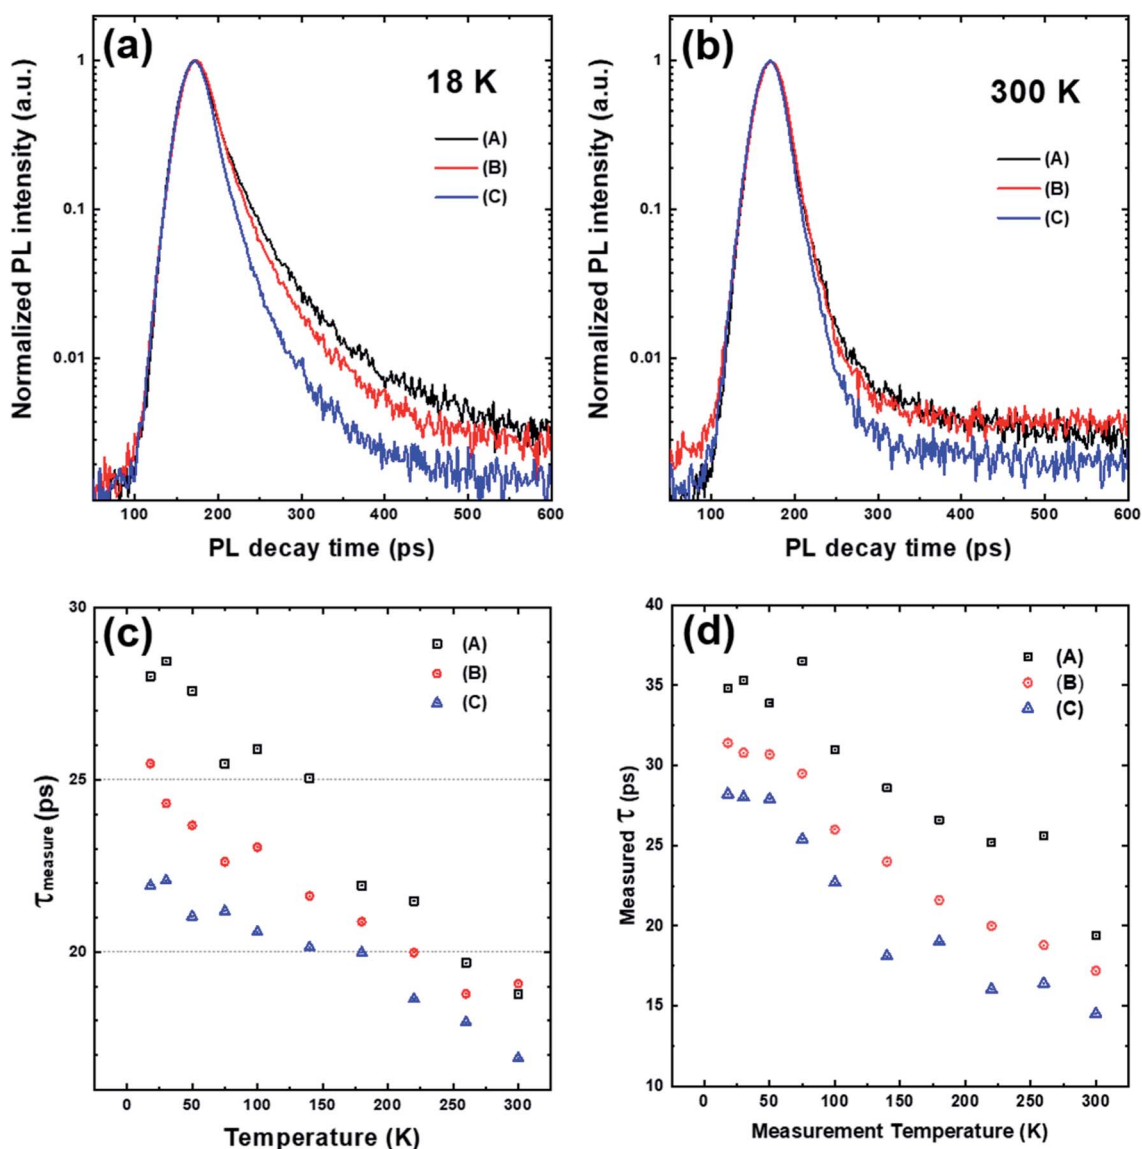 (a)
18 K
(A)
(B)
(C)
Normalized PL intensity (a.u.)
1
0.1
0.01
100 200 300 400 500 600
PL decay time (ps)
(b)
300 K
(A)
(B)
(C)
Normalized PL intensity (a.u.)
1
0.1
0.01
100 200 300 400 500 600
PL decay time (ps)
(c)
(A)
(B)
(C)
τmeasure (ps)
30
25
20
0 50 100 150 200 250 300
Temperature (K)
(d)
(A)
(B)
(C)
Measured τ (ps)
40
35
30
25
20
15
10
0 50 100 150 200 250 300
Measurement Temperature (K)